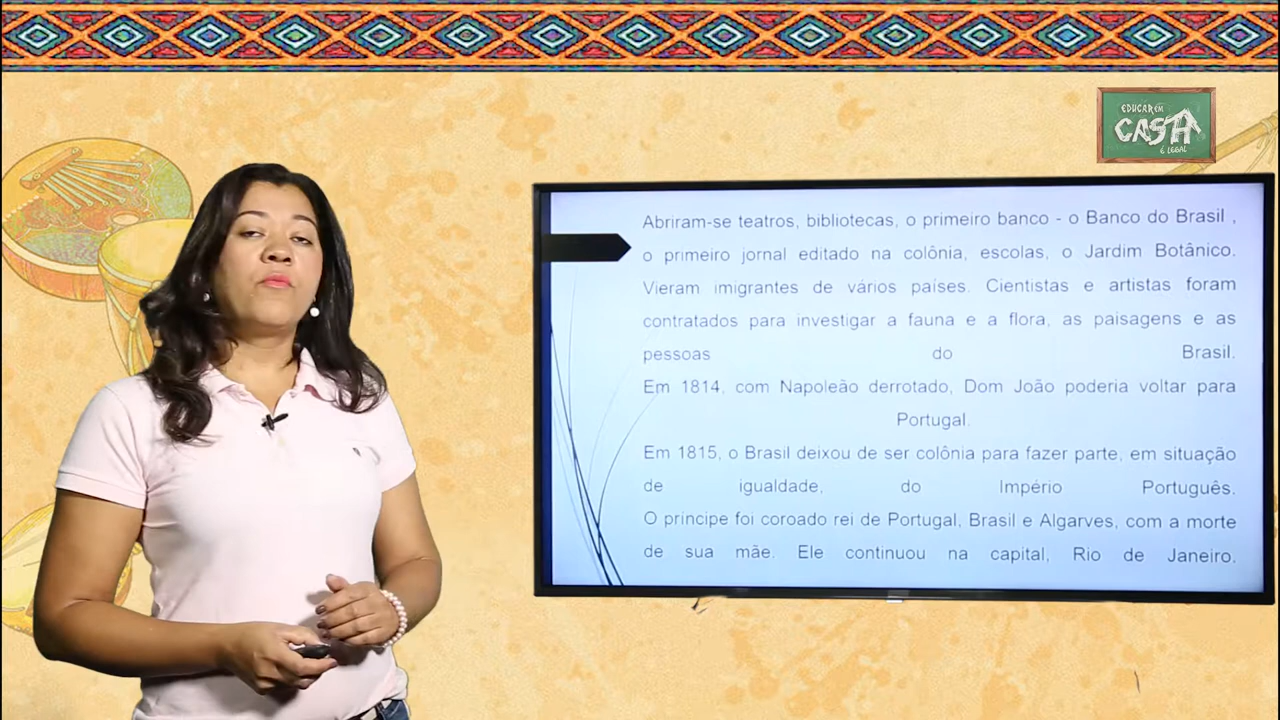 EDUCAR EM
CASA
É LEGAL
Abriram-se teatros, bibliotecas, o primeiro banco - o Banco do Brasil ,
o primeiro jornal editado na colônia, escolas, o Jardim Botânico.
Vieram imigrantes de vários países. Cientistas e artistas foram
contratados para investigar a fauna e a flora, as paisagens e as
pessoas do Brasil.
Em 1814, com Napoleão derrotado, Dom João poderia voltar para
Portugal.
Em 1815, o Brasil deixou de ser colônia para fazer parte, em situação
de igualdade, do Império Português.
O príncipe foi coroado rei de Portugal, Brasil e Algarves, com a morte
de sua mãe. Ele continuou na capital, Rio de Janeiro.